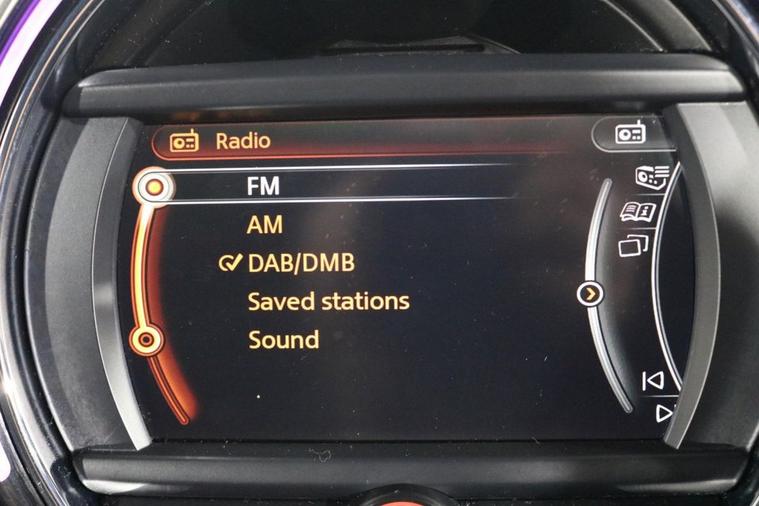 Radio
FM
AM
DAB/DMB
Saved stations
Sound